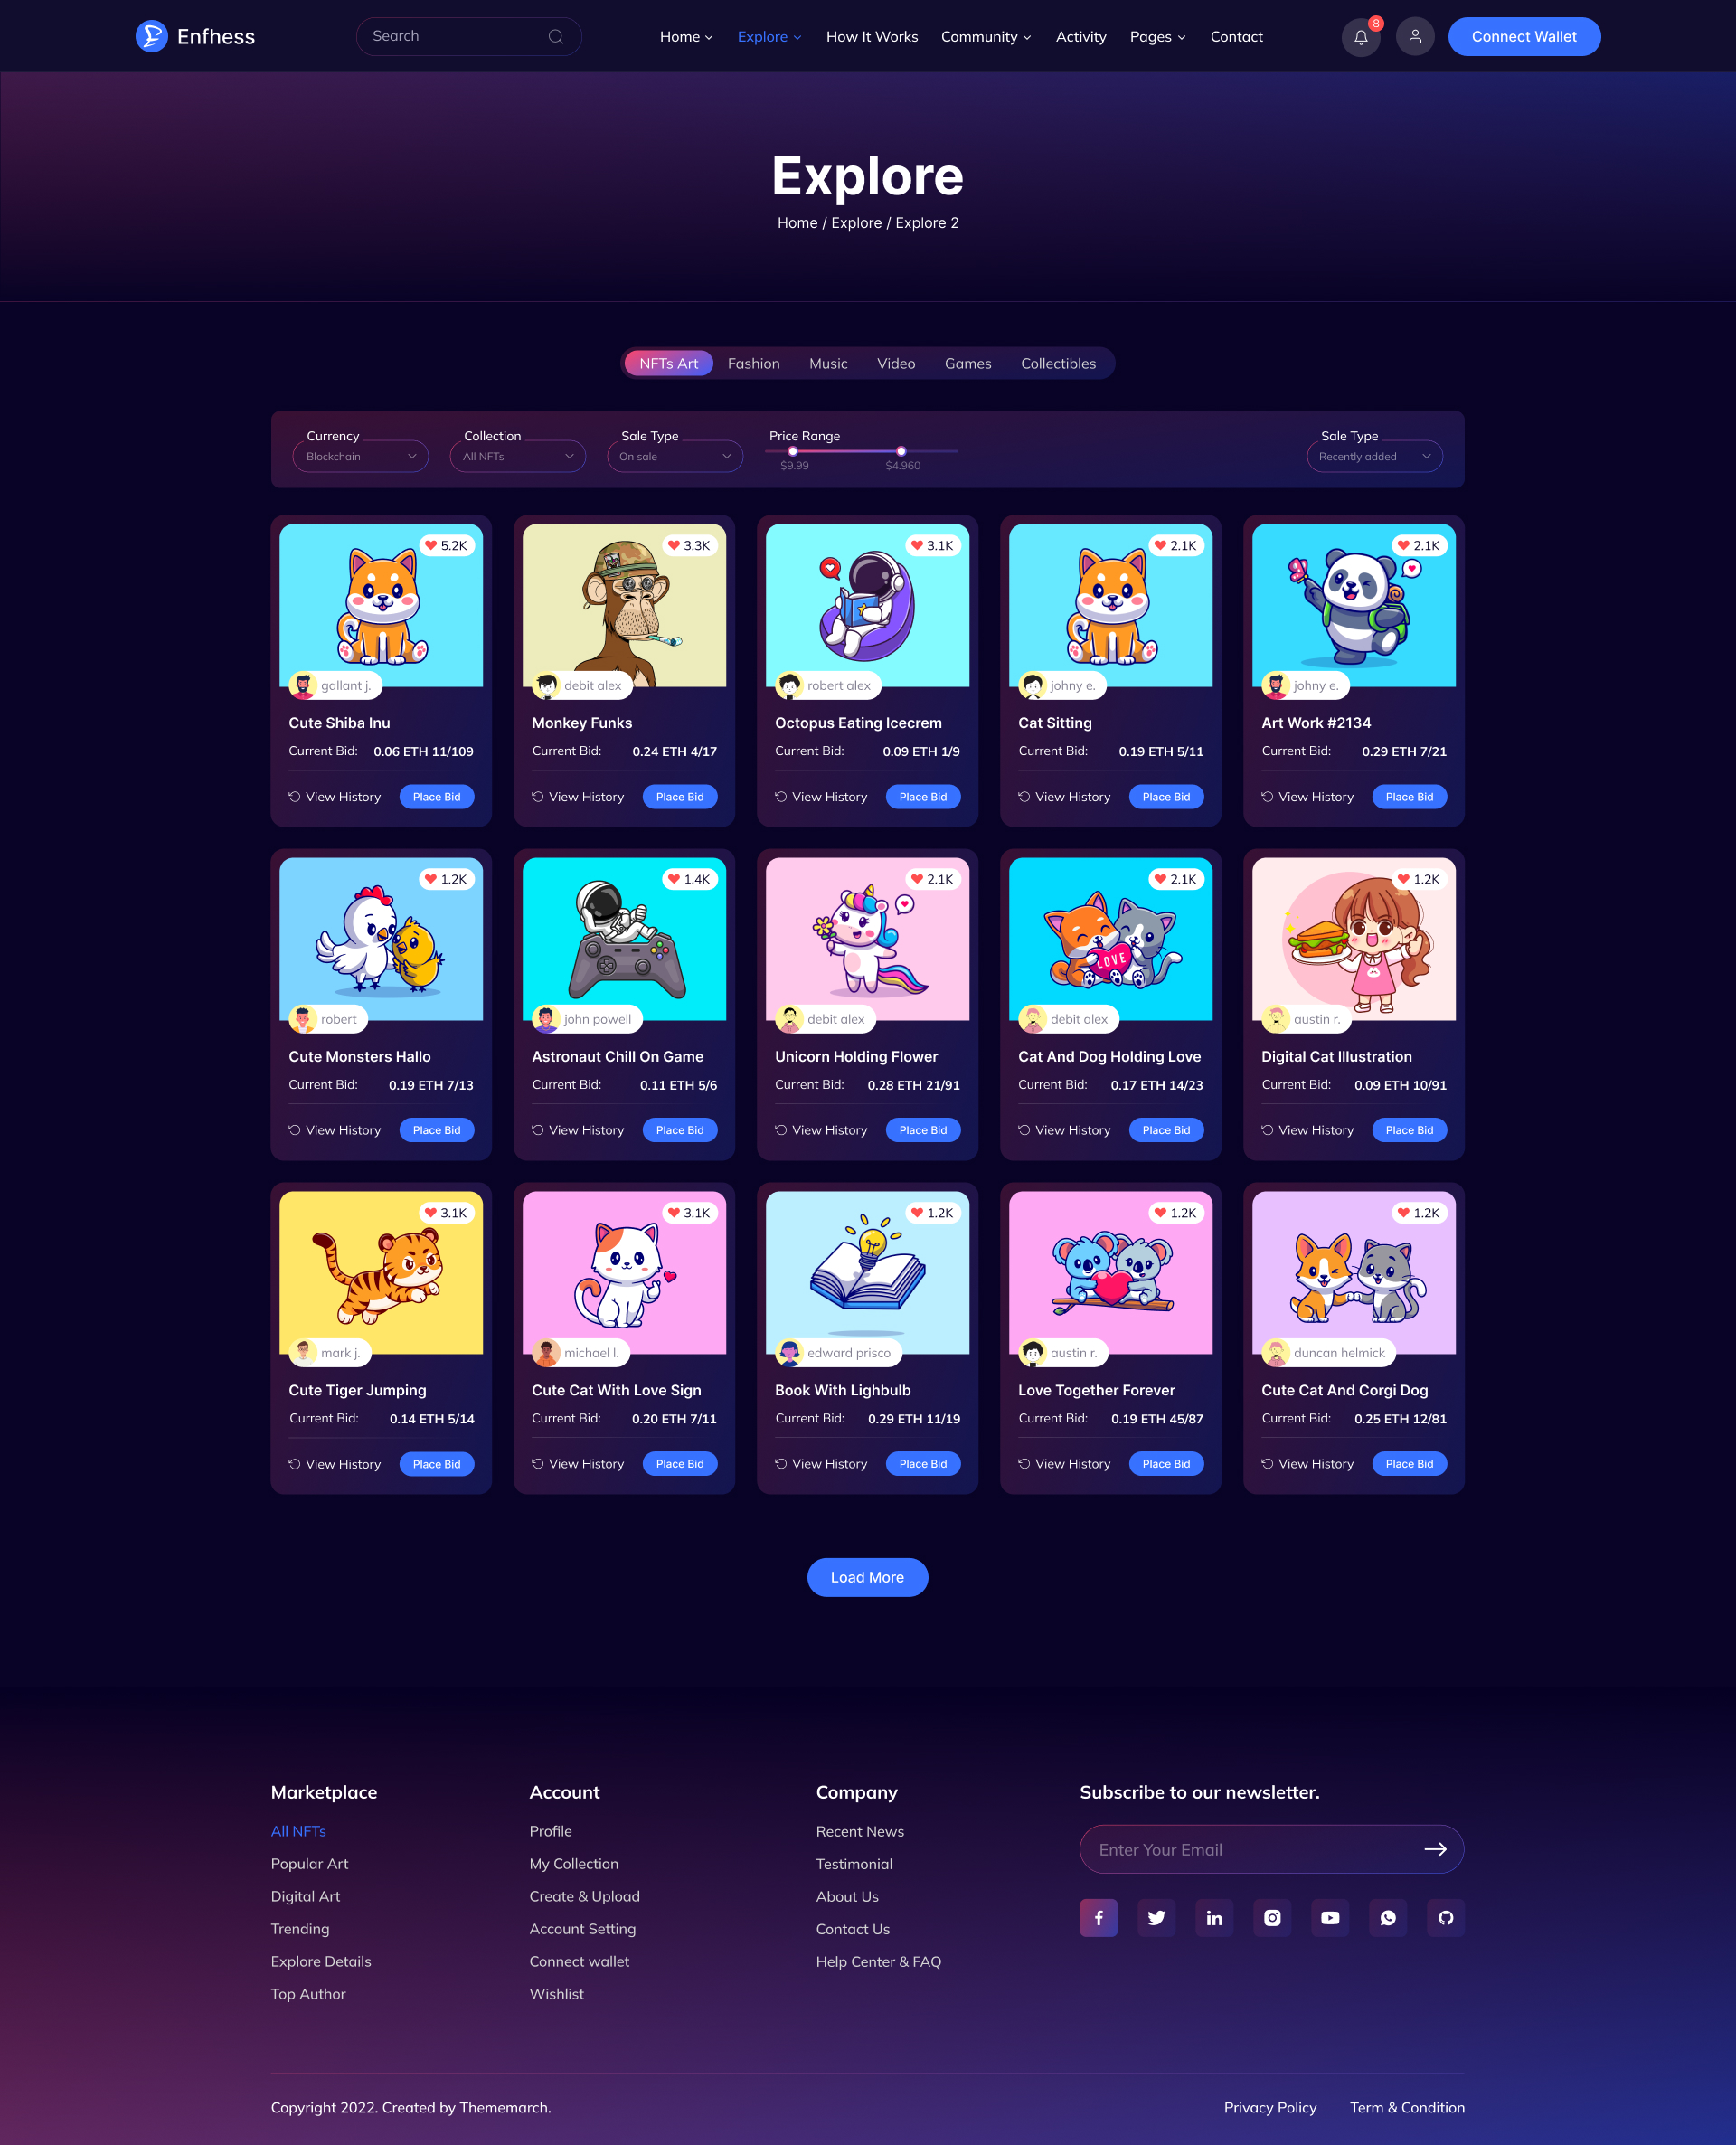 Enfhess
Search
Home
Explore
How It Works
Community
Activity
Pages
Contact
8
Connect Wallet
Explore
Home / Explore / Explore 2
NFTs Art
Fashion
Music
Video
Games
Collectibles
Currency
Blockchain
Collection
All NFTs
Sale Type
On sale
Price Range
$9.99
$4.960
Sale Type
Recently added
5.2K
gallant j.
Cute Shiba Inu
Current Bid: 0.06 ETH 11/109
View History
Place Bid
3.3K
debit alex
Monkey Funks
Current Bid: 0.24 ETH 4/17
View History
Place Bid
3.1K
robert alex
Octopus Eating Icecrem
Current Bid: 0.09 ETH 1/9
View History
Place Bid
2.1K
johny e.
Cat Sitting
Current Bid: 0.19 ETH 5/11
View History
Place Bid
2.1K
johny e.
Art Work #2134
Current Bid: 0.29 ETH 7/21
View History
Place Bid
1.2K
robert
Cute Monsters Hallo
Current Bid: 0.19 ETH 7/13
View History
Place Bid
1.4K
john powell
Astronaut Chill On Game
Current Bid: 0.11 ETH 5/6
View History
Place Bid
2.1K
debit alex
Unicorn Holding Flower
Current Bid: 0.28 ETH 21/91
View History
Place Bid
2.1K
LOVE
debit alex
Cat And Dog Holding Love
Current Bid: 0.17 ETH 14/23
View History
Place Bid
1.2K
austin r.
Digital Cat Illustration
Current Bid: 0.09 ETH 10/91
View History
Place Bid
3.1K
mark j.
Cute Tiger Jumping
Current Bid: 0.14 ETH 5/14
View History
Place Bid
3.1K
michael l.
Cute Cat With Love Sign
Current Bid: 0.20 ETH 7/11
View History
Place Bid
1.2K
edward prisco
Book With Lighbulb
Current Bid: 0.29 ETH 11/19
View History
Place Bid
1.2K
austin r.
Love Together Forever
Current Bid: 0.19 ETH 45/87
View History
Place Bid
1.2K
duncan helmick
Cute Cat And Corgi Dog
Current Bid: 0.25 ETH 12/81
View History
Place Bid
Load More
Marketplace
All NFTs
Popular Art
Digital Art
Trending
Explore Details
Top Author
Account
Profile
My Collection
Create & Upload
Account Setting
Connect wallet
Wishlist
Company
Recent News
Testimonial
About Us
Contact Us
Help Center & FAQ
Subscribe to our newsletter.
Enter Your Email
Copyright 2022. Created by Thememarch.
Privacy Policy
Term & Condition